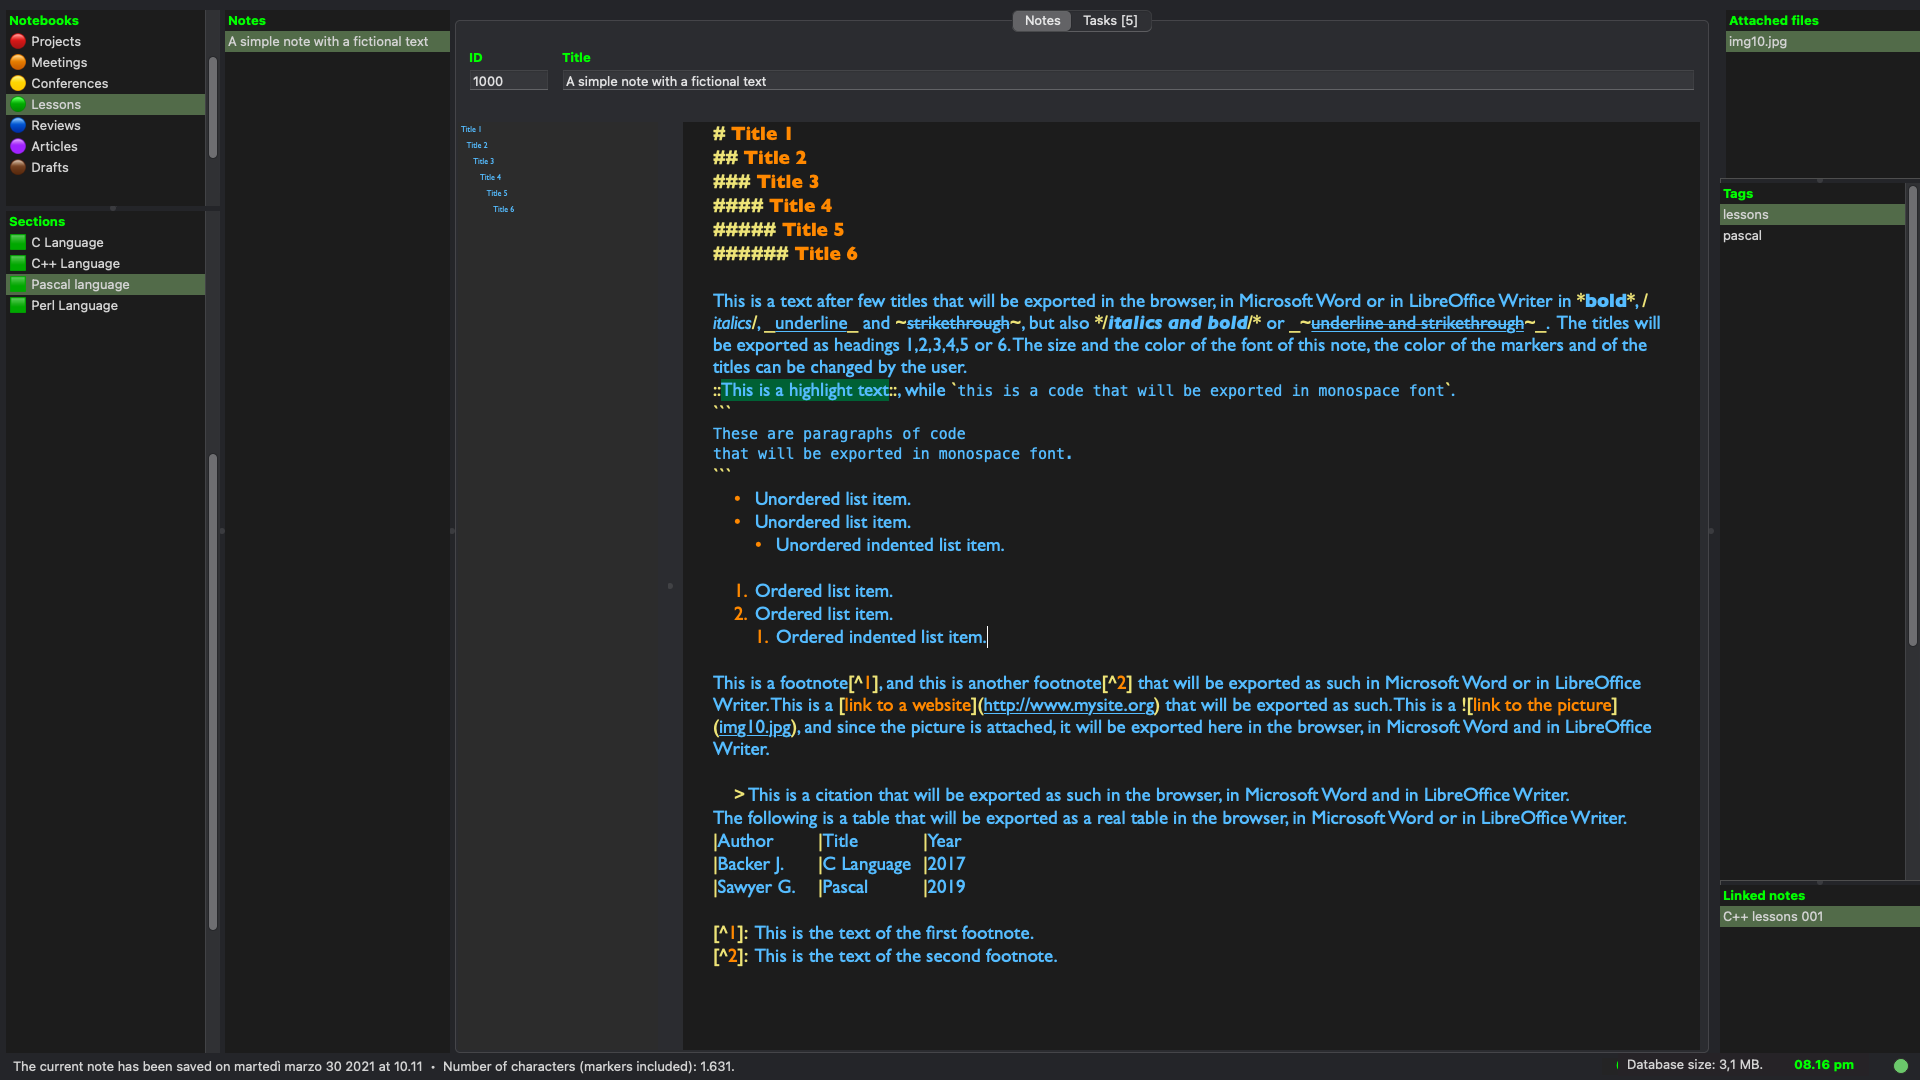 Notebooks
Projects
Meetings
Conferences
Lessons
Reviews
Articles
Drafts
Sections
C Language
C++ Language
Pascal language
Perl Language
Notes
A simple note with a fictional text
Notes
Tasks [5]
ID
Title
1000
A simple note with a fictional text
Title 1
Title 2
Title 3
Title 4
Title 5
Title 6
# Title 1
## Title 2
### Title 3
#### Title 4
##### Title 5
###### Title 6
This is a text after few titles that will be exported in the browser, in Microsoft Word or in LibreOffice Writer in *bold*, /
italics/, _underline_ and ~strikethrough~, but also */italics and bold/* or _~underline and strikethrough~_. The titles will
be exported as headings 1,2,3,4,5 or 6. The size and the color of the font of this note, the color of the markers and of the
titles can be changed by the user.
::This is a highlight text::, while `this is a code that will be exported in monospace font`.
```
These are paragraphs of code
that will be exported in monospace font.
```
• Unordered list item.
• Unordered list item.
• Unordered indented list item.
1. Ordered list item.
2. Ordered list item.
1. Ordered indented list item.
This is a footnote[^1], and this is another footnote[^2] that will be exported as such in Microsoft Word or in LibreOffice
Writer. This is a [link to a website](http://www.mysite.org) that will be exported as such. This is a ![link to the picture]
(img10.jpg), and since the picture is attached, it will be exported here in the browser, in Microsoft Word and in LibreOffice
Writer.
> This is a citation that will be exported as such in the browser, in Microsoft Word and in LibreOffice Writer.
The following is a table that will be exported as a real table in the browser, in Microsoft Word or in LibreOffice Writer.
|Author |Title |Year
|Backer J. |C Language |2017
|Sawyer G. |Pascal |2019
[^1]: This is the text of the first footnote.
[^2]: This is the text of the second footnote.
Attached files
img10.jpg
Tags
lessons
pascal
Linked notes
C++ lessons 001
The current note has been saved on martedì marzo 30 2021 at 10.11 • Number of characters (markers included): 1.631.
Database size: 3,1 MB.
08.16 pm